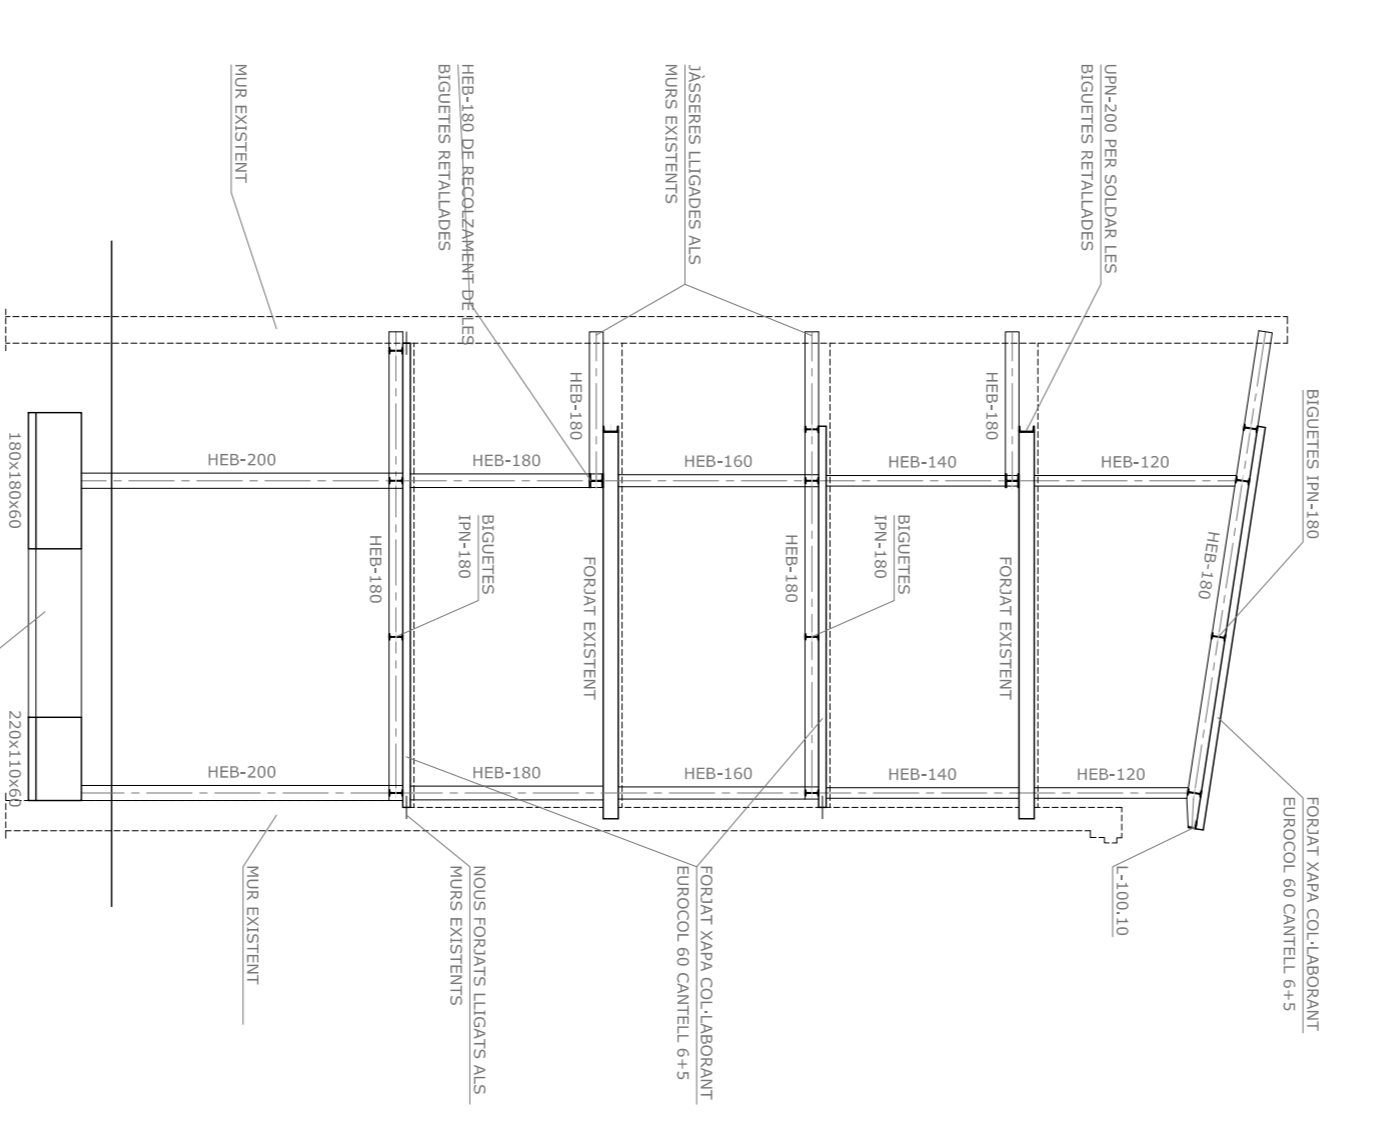 MUR EXISTENT
HEB-180 DE RECOLZAMENT DE LES
BIGUETES RETALLADES
JÀSSERES LLIGADES ALS
MURS EXISTENTS
UPN-200 PER SOLDAR LES
BIGUETES RETALLADES
HEB-180
HEB-180
BIGUETES IPN-180
180x180x60
HEB-200
HEB-180
HEB-160
HEB-140
HEB-120
HEB-180
BIGUETES
IPN-180
FORJAT EXISTENT
HEB-180
BIGUETES
IPN-180
FORJAT EXISTENT
HEB-180
220x110x60
HEB-200
HEB-180
HEB-160
HEB-140
HEB-120
MUR EXISTENT
NOUS FORJATS LLIGATS ALS
MURS EXISTENTS
FORJAT XAPA COL·LABORANT
EUROCOL 60 CANTELL 6+5
L-100.10
FORJAT XAPA COL·LABORANT
EUROCOL 60 CANTELL 6+5